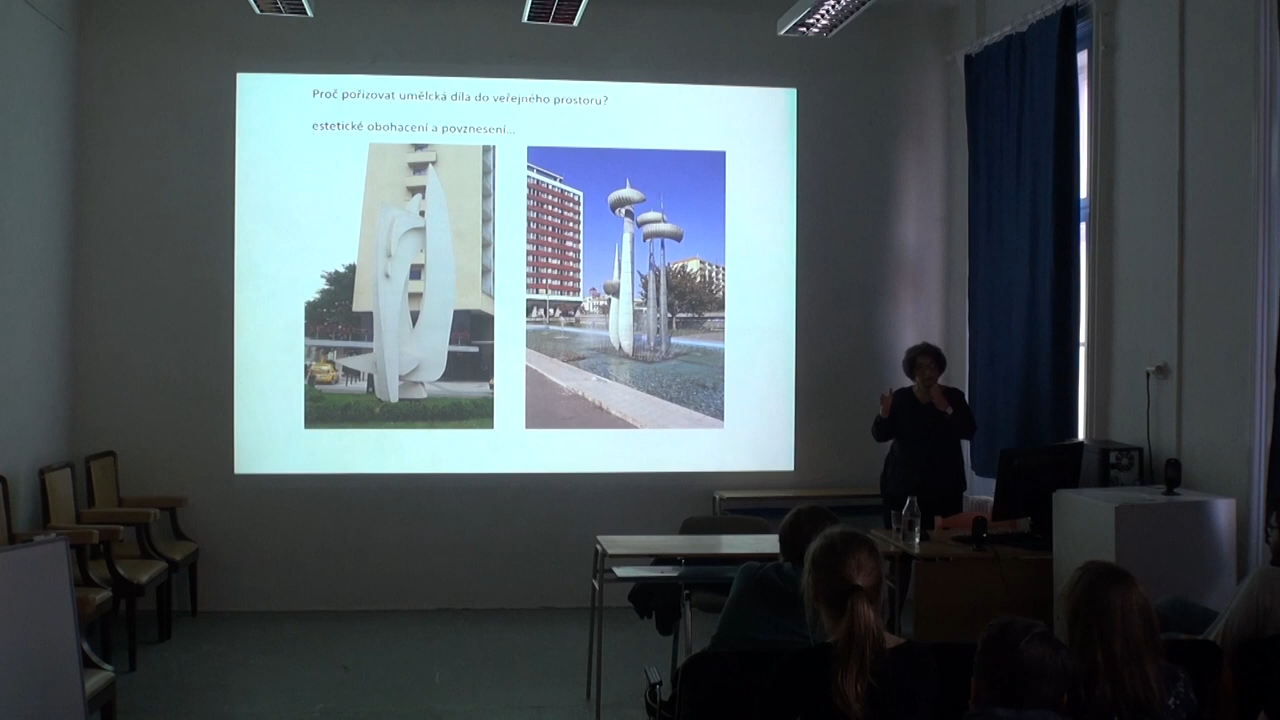 Proč pořizovat umělcká díla do veřejného prostoru?
estetické obohacení a povznesení...